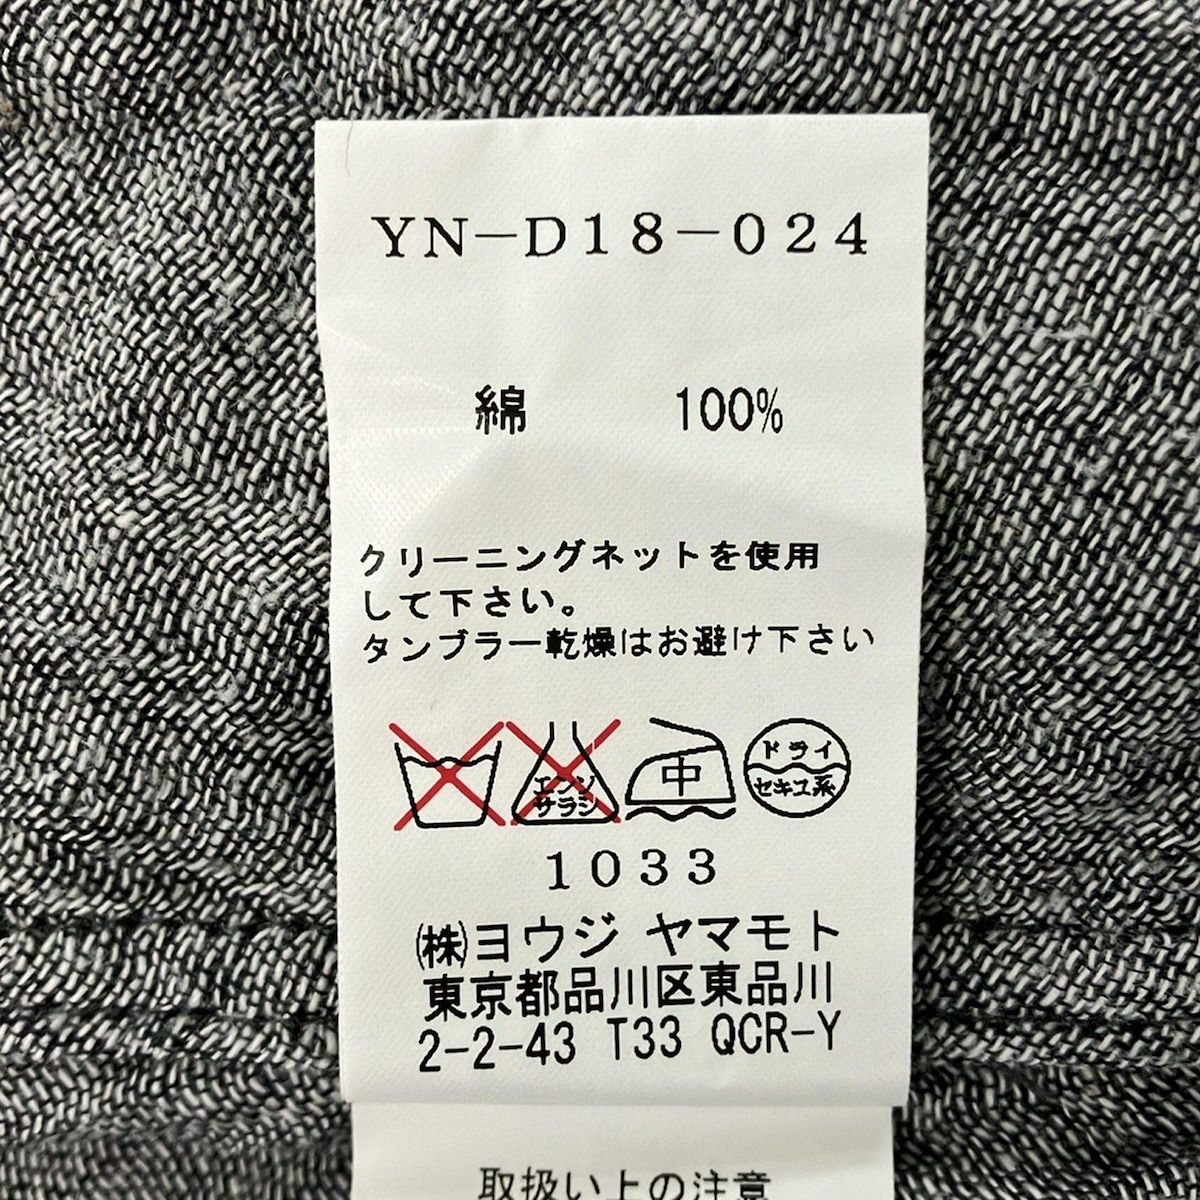 YN-D18-024
綿 100%
クリーニングネットを使用
して下さい。
タンブラー乾燥はお避け下さい
エンソ
サラシ
中
ドライ
セキユ系
1033
㈱ヨウジ ヤマモト
東京都品川区東品川
2-2-43 T33 QCR-Y
取扱い上の注意